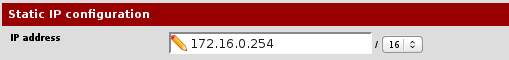 Static IP configuration
IP address 172.16.0.254 / 16